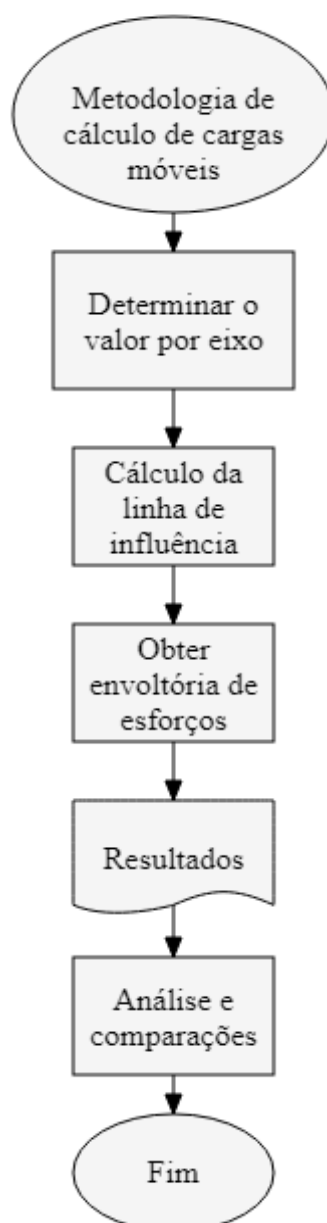 Metodologia de
cálculo de cargas
móveis
Determinar o
valor por eixo
Cálculo da
linha de
influência
Obter
envoltória de
esforços
Resultados
Análise e
comparações
Fim